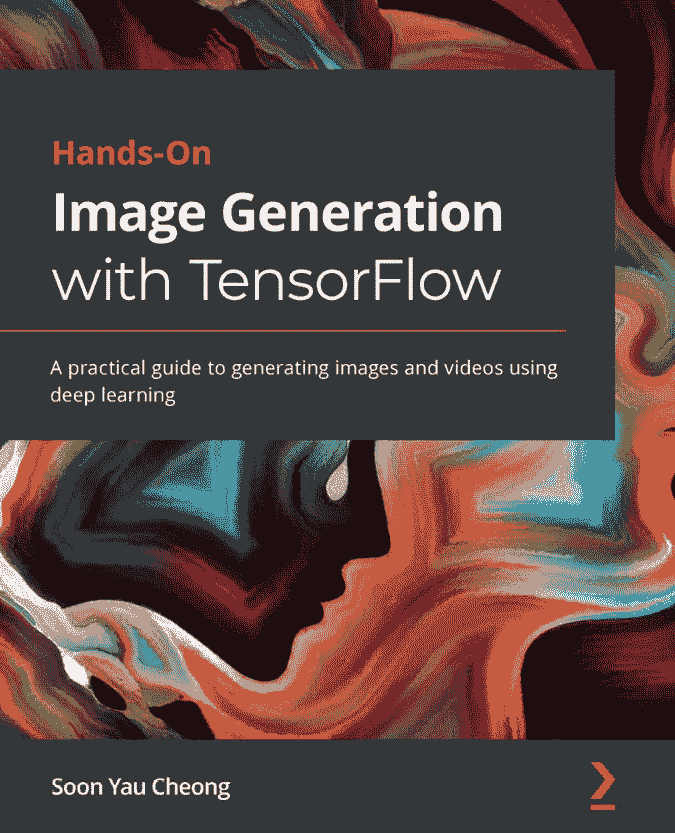 Hands-On
Image Generation
with TensorFlow
A practical guide to generating images and videos using
deep learning
Soon Yau Cheong